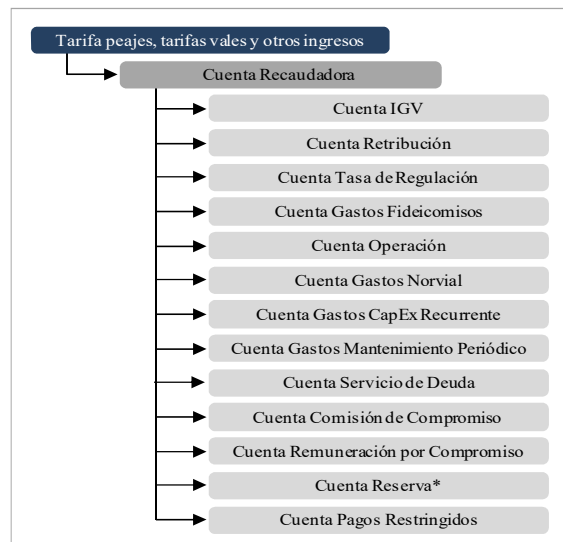 Tarifa peajes, tarifas vales y otros ingresos
Cuenta Recaudadora
Cuenta IGV
Cuenta Retribución
Cuenta Tasa de Regulación
Cuenta Gastos Fideicomisos
Cuenta Operación
Cuenta Gastos Norvial
Cuenta Gastos CapEx Recurrente
Cuenta Gastos Mantenimiento Periódico
Cuenta Servicio de Deuda
Cuenta Comisión de Compromiso
Cuenta Remuneración por Compromiso
Cuenta Reserva*
Cuenta Pagos Restringidos